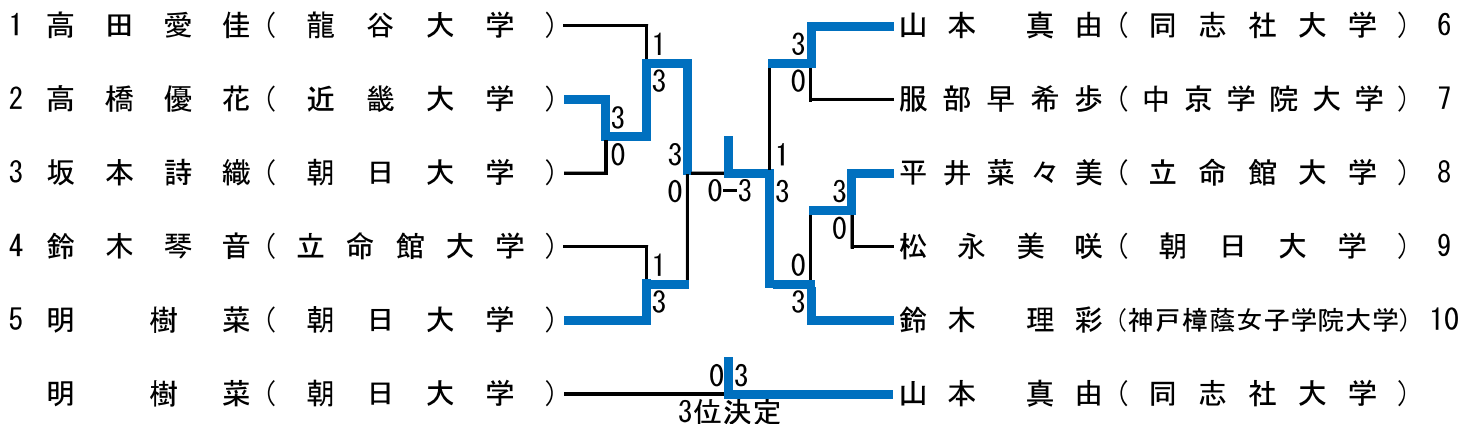 1 高田愛佳(龍谷大学) 1 3 山本 真由(同志社大学) 6
3 0
2 高橋優花(近畿大学) 3 服部早希歩(中京学院大学) 7
0 3 1
3 坂本詩織(朝日大学) 0 0-3 3 3 平井菜々美(立命館大学) 8
0
4 鈴木琴音(立命館大学) 1 0 松永美咲(朝日大学) 9
3 3
5 明 樹菜(朝日大学) 鈴木 理彩(神戸樟蔭女子学院大学) 10
明 樹菜(朝日大学) 0 3 山本 真由(同志社大学)
3位決定